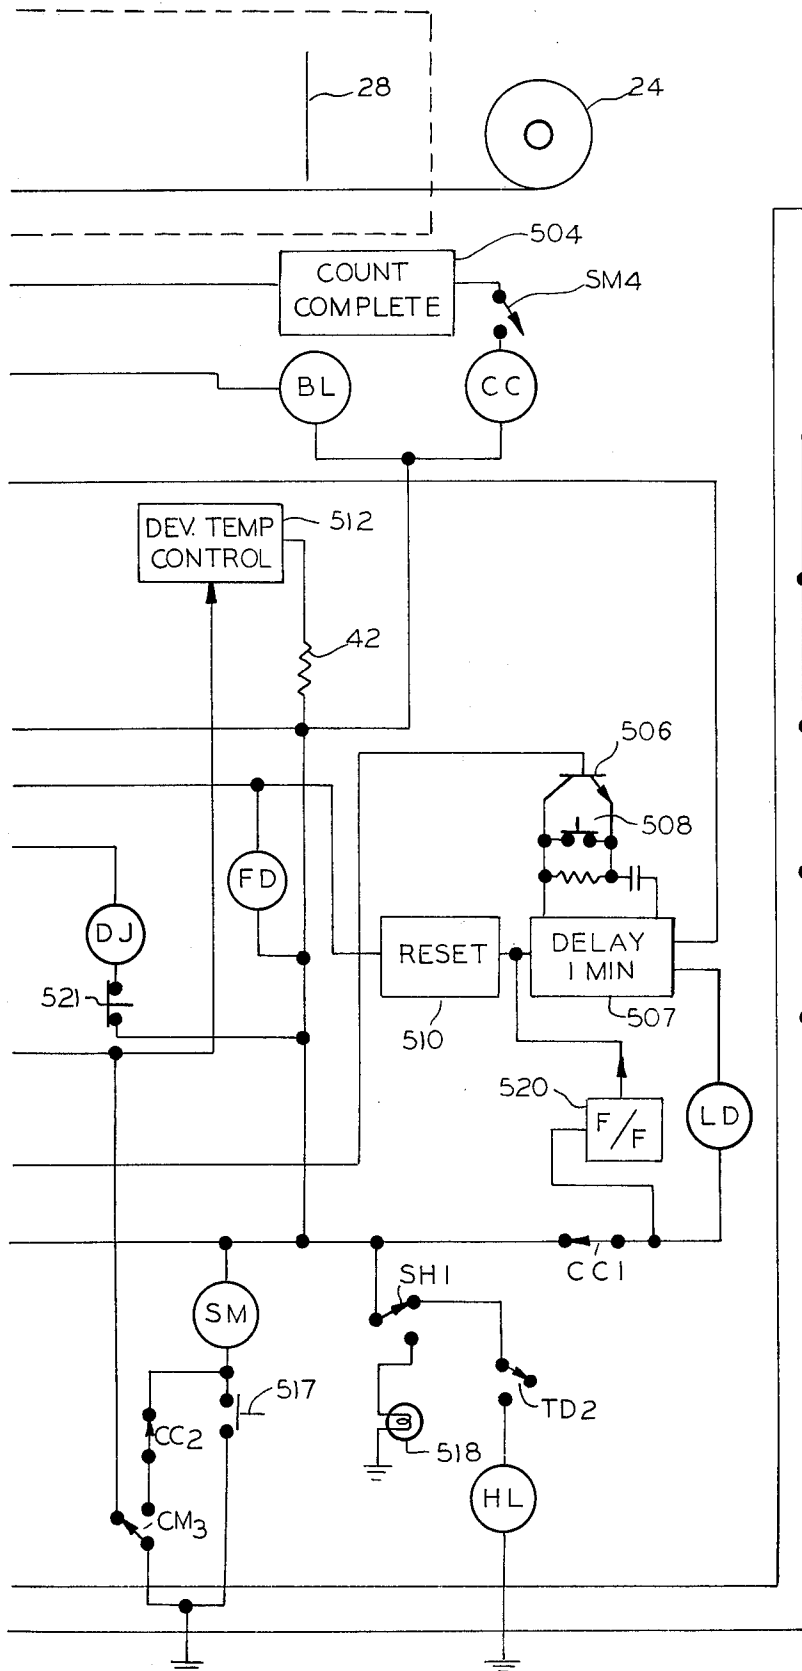 28
24
504
COUNT
COMPLETE
SM4
BL
CC
DEV. TEMP
CONTROL
512
42
506
508
FD
DJ
521
RESET
510
DELAY
1 MIN
507
520
F/F
LD
CC1
SH1
SM
517
CC2
TD2
518
HL
CM3